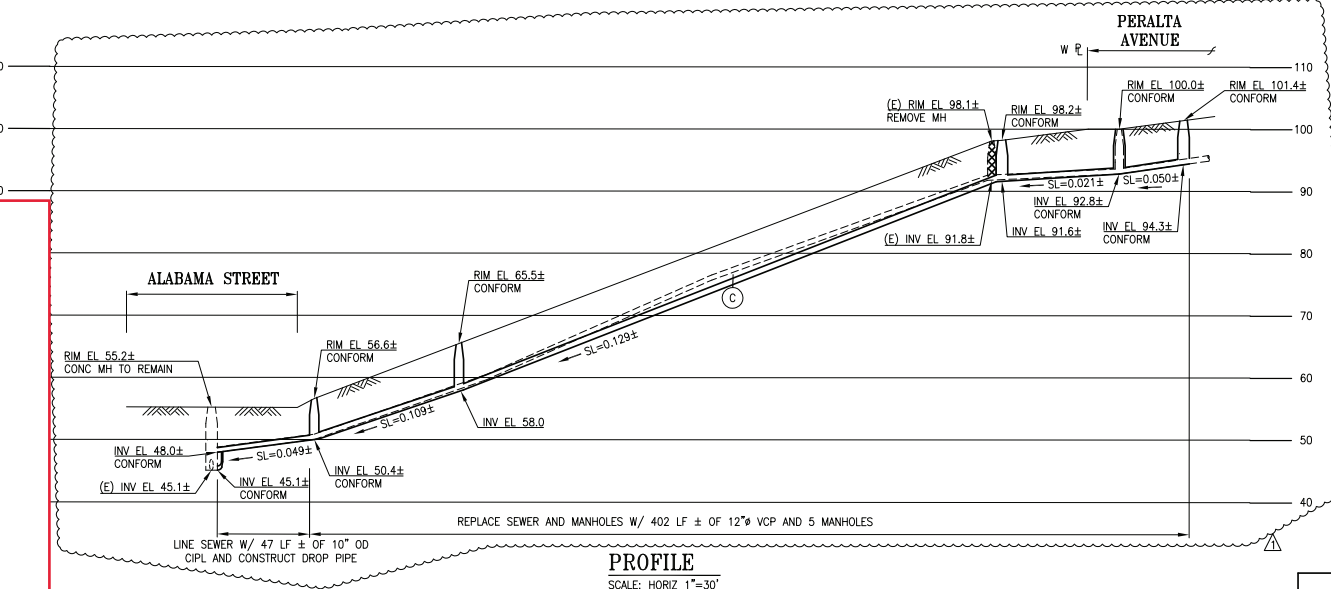 PERALTA
AVENUE
W PL
110
100
90
80
70
60
50
40
0
0
0
(E) RIM EL 98.1±
REMOVE MH
RIM EL 98.2±
CONFORM
RIM EL 100.0±
CONFORM
RIM EL 101.4±
CONFORM
SL=0.021±
SL=0.050±
INV EL 92.8±
CONFORM
(E) INV EL 91.8±
INV EL 91.6±
INV EL 94.3±
CONFORM
ALABAMA STREET
RIM EL 65.5±
CONFORM
C
RIM EL 55.2±
CONC MH TO REMAIN
RIM EL 56.6±
CONFORM
SL=0.129±
SL=0.109±
INV EL 58.0
INV EL 48.0±
CONFORM
SL=0.049±
(E) INV EL 45.1±
INV EL 45.1±
CONFORM
INV EL 50.4±
CONFORM
REPLACE SEWER AND MANHOLES W/ 402 LF ± OF 12"ø VCP AND 5 MANHOLES
LINE SEWER W/ 47 LF ± OF 10" OD
CIPL AND CONSTRUCT DROP PIPE
1
PROFILE
SCALE: HORIZ 1"=30'